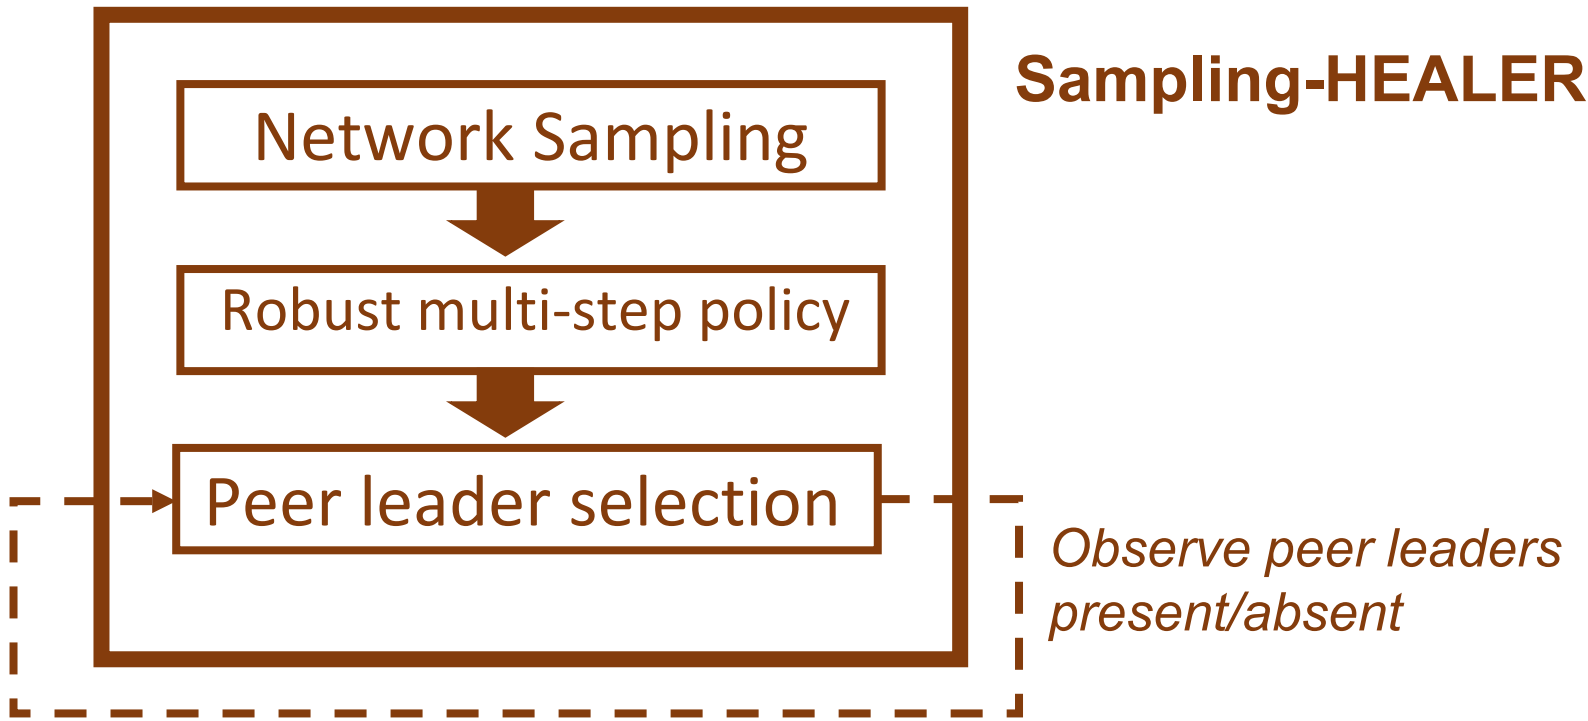 Sampling-HEALER
Network Sampling
Robust multi-step policy
Peer leader selection
Observe peer leaders
present/absent